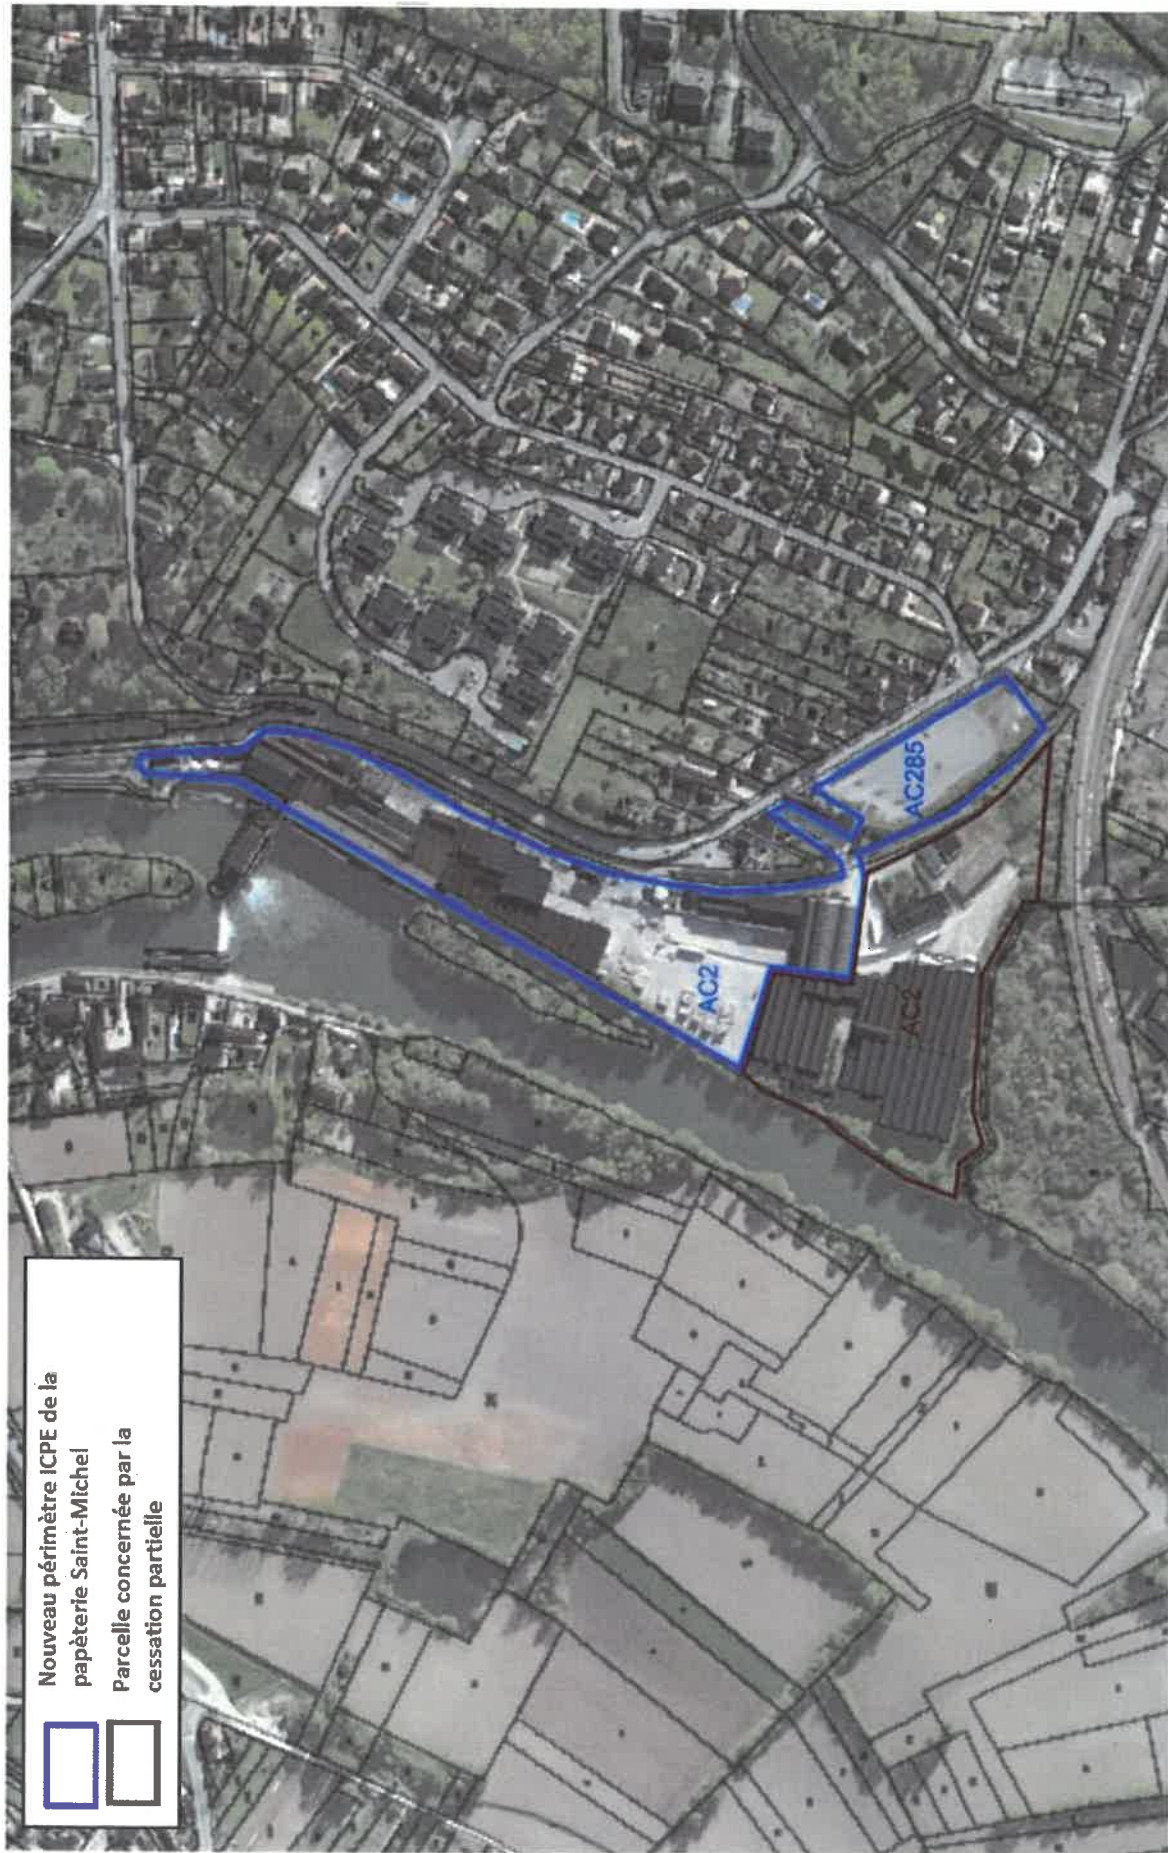 Nouveau périmètre ICPE de la
papèterie Saint-Michel
Parcelle concernée par la
cessation partielle
AC2
AC285
AC2